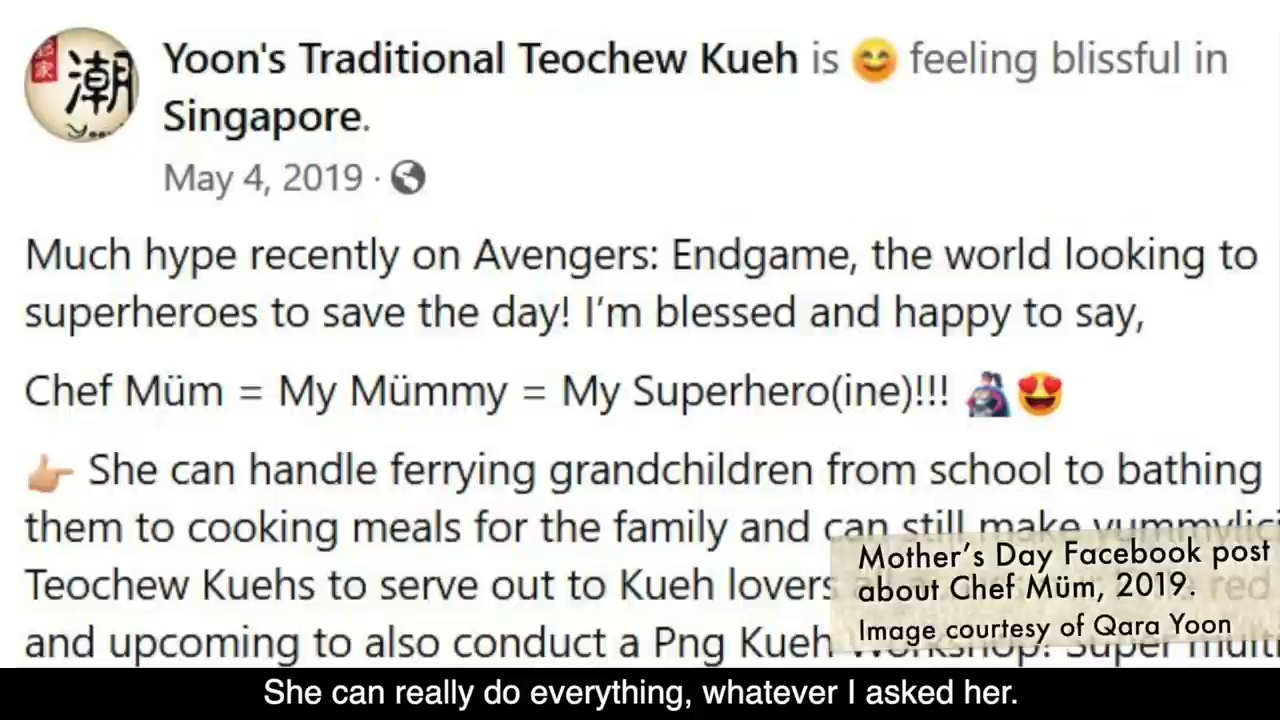 Yoon's Traditional Teochew Kueh is 😊 feeling blissful in
Singapore.
May 4, 2019 ·
Much hype recently on Avengers: Endgame, the world looking to
superheroes to save the day! I'm blessed and happy to say,
Chef Müm = My Mümmy = My Superhero(ine)!!! 🦸😍
👉 She can handle ferrying grandchildren from school to bathing
them to cooking meals for the family and can still make
Teochew Kuehs to serve out to Kueh lovers red
and upcoming to also conduct a Png Kueh Workshop! Super
Mother's Day Facebook post
about Chef Müm, 2019.
Image courtesy of Qara Yoon
She can really do everything, whatever I asked her.
潮